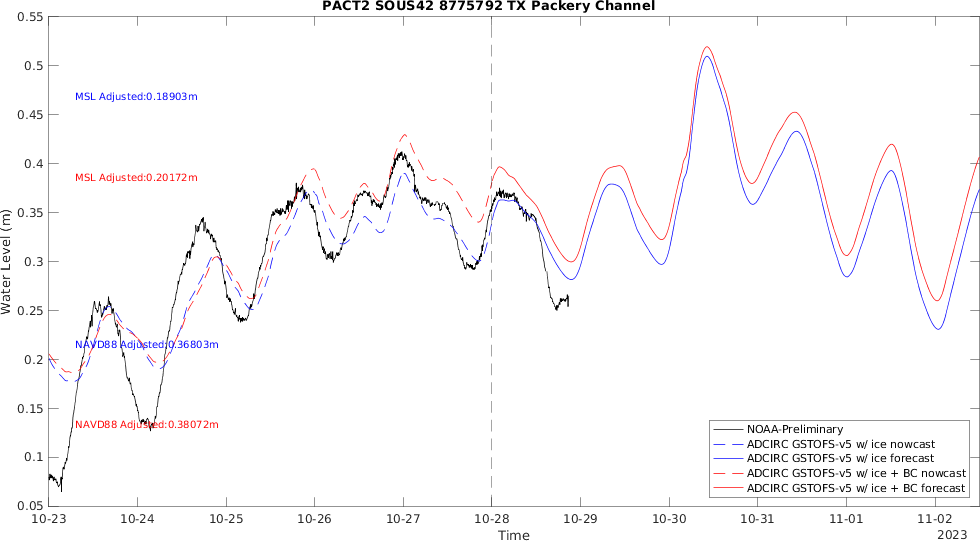 PACT2 SOUS42 8775792 TX Packery Channel
0.55
0.5
0.45
0.4
0.35
0.3
0.25
0.2
0.15
0.1
0.05
Water Level (m)
MSL Adjusted:0.18903m
MSL Adjusted:0.20172m
NAVD88 Adjusted:0.36803m
NAVD88 Adjusted:0.38072m
NOAA-Preliminary
ADCIRC GSTOFS-v5 w/ ice nowcast
ADCIRC GSTOFS-v5 w/ ice forecast
ADCIRC GSTOFS-v5 w/ ice + BC nowcast
ADCIRC GSTOFS-v5 w/ ice + BC forecast
10-23 10-24 10-25 10-26 10-27 10-28 10-29 10-30 10-31 11-01 11-02
Time
2023